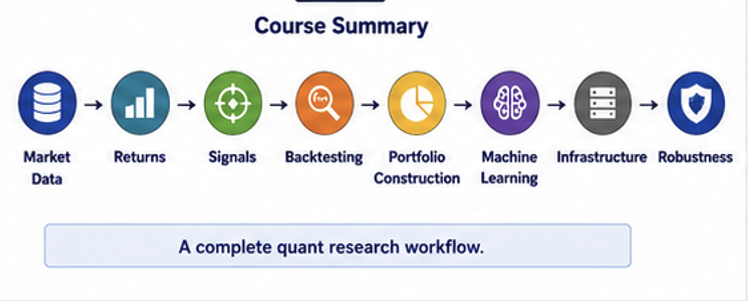 Course Summary
Market Data
Returns
Signals
Backtesting
Portfolio Construction
Machine Learning
Infrastructure
Robustness
A complete quant research workflow.